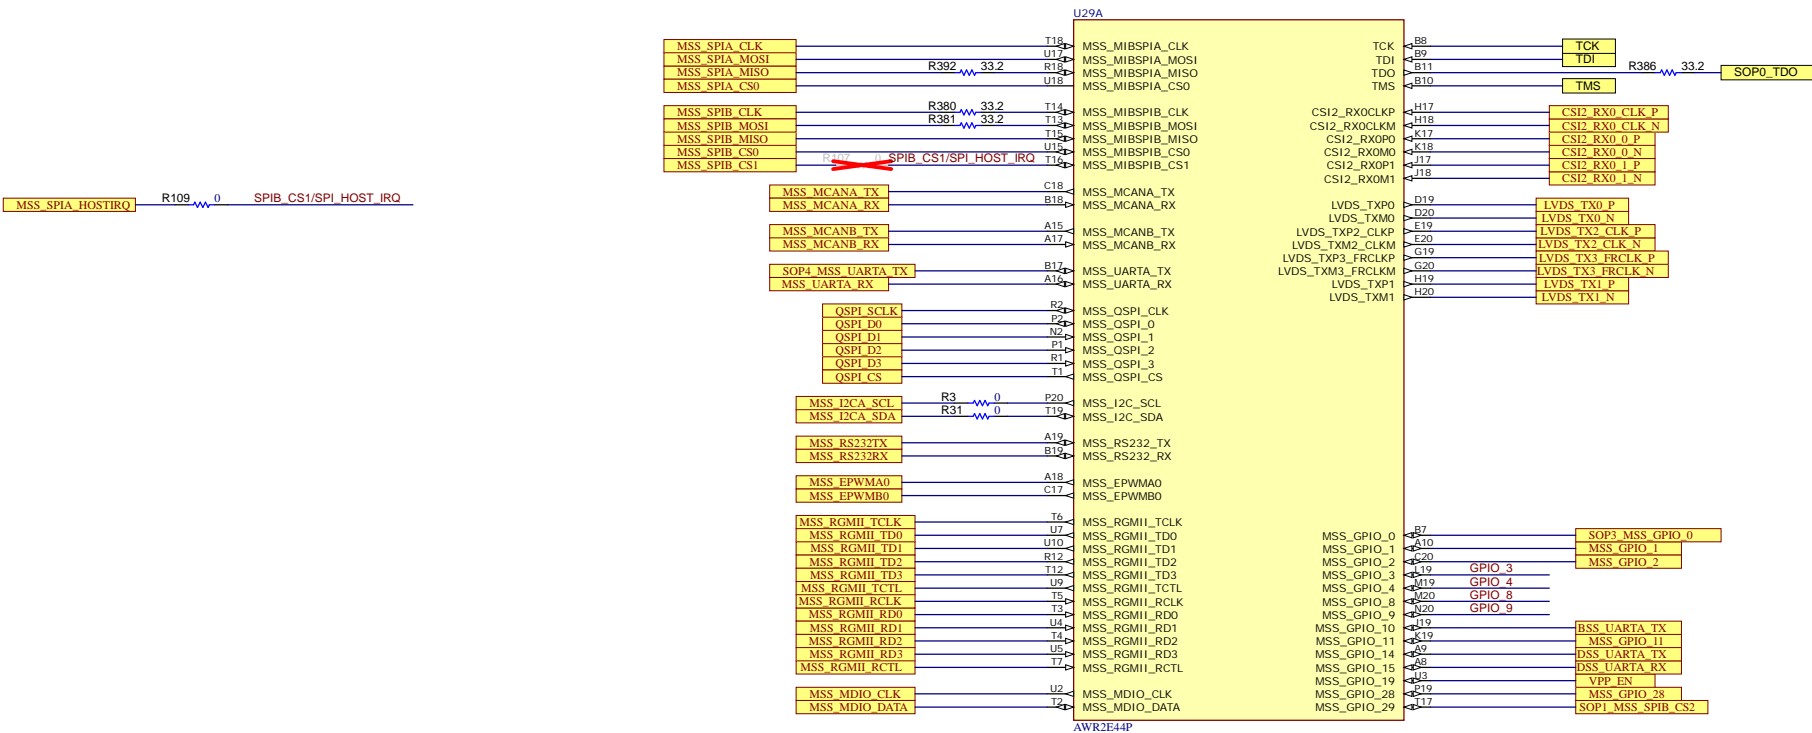 U29A
MSS_SPIA_CLK T18 MSS_MIBSPIA_CLK TCK B8 TCK
MSS_SPIA_MOSI U17 MSS_MIBSPIA_MOSI TDI B9 TDI
MSS_SPIA_MISO R392 33.2 R18 MSS_MIBSPIA_MISO TDO B11 R386 33.2 SOP0_TDO
MSS_SPIA_CS0 U18 MSS_MIBSPIA_CS0 TMS B10 TMS
MSS_SPIB_CLK R380 33.2 T14 MSS_MIBSPIB_CLK CSI2_RX0CLKP H17 CSI2_RX0_CLK_P
MSS_SPIB_MOSI R381 33.2 T13 MSS_MIBSPIB_MOSI CSI2_RX0CLKM H18 CSI2_RX0_CLK_N
MSS_SPIB_MISO T15 MSS_MIBSPIB_MISO CSI2_RX0P0 K17 CSI2_RX0_0_P
MSS_SPIB_CS0 U15 MSS_MIBSPIB_CS0 CSI2_RX0M0 K18 CSI2_RX0_0_N
MSS_SPIB_CS1 R107 0 SPIB_CS1/SPI_HOST_IRQ T16 MSS_MIBSPIB_CS1 CSI2_RX0P1 J17 CSI2_RX0_1_P
CSI2_RX0M1 J18 CSI2_RX0_1_N
MSS_MCANA_TX C18 MSS_MCANA_TX
MSS_SPIA_HOSTIRQ R109 0 SPIB_CS1/SPI_HOST_IRQ MSS_MCANA_RX B18 MSS_MCANA_RX LVDS_TXP0 D19 LVDS_TX0_P
LVDS_TXM0 D20 LVDS_TX0_N
MSS_MCANB_TX A15 MSS_MCANB_TX LVDS_TXP2_CLKP E19 LVDS_TX2_CLK_P
MSS_MCANB_RX A17 MSS_MCANB_RX LVDS_TXM2_CLKM E20 LVDS_TX2_CLK_N
LVDS_TXP3_FRCLKP G19 LVDS_TX3_FRCLK_P
SOP4_MSS_UARTA_TX B17 MSS_UARTA_TX LVDS_TXM3_FRCLKM G20 LVDS_TX3_FRCLK_N
MSS_UARTA_RX A16 MSS_UARTA_RX LVDS_TXP1 H19 LVDS_TX1_P
LVDS_TXM1 H20 LVDS_TX1_N
QSPI_SCLK R2 MSS_QSPI_CLK
QSPI_D0 P2 MSS_QSPI_0
QSPI_D1 N2 MSS_QSPI_1
QSPI_D2 P1 MSS_QSPI_2
QSPI_D3 R1 MSS_QSPI_3
QSPI_CS T1 MSS_QSPI_CS
MSS_I2CA_SCL R3 0 P20 MSS_I2C_SCL
MSS_I2CA_SDA R31 0 T19 MSS_I2C_SDA
MSS_RS232TX A19 MSS_RS232_TX
MSS_RS232RX B19 MSS_RS232_RX
MSS_EPWMA0 A18 MSS_EPWMA0
MSS_EPWMB0 C17 MSS_EPWMB0
MSS_RGMII_TCLK T6 MSS_RGMII_TCLK
MSS_RGMII_TD0 U7 MSS_RGMII_TD0 MSS_GPIO_0 B7 SOP3_MSS_GPIO_0
MSS_RGMII_TD1 U10 MSS_RGMII_TD1 MSS_GPIO_1 A10 MSS_GPIO_1
MSS_RGMII_TD2 R12 MSS_RGMII_TD2 MSS_GPIO_2 C20 MSS_GPIO_2
MSS_RGMII_TD3 T12 MSS_RGMII_TD3 MSS_GPIO_3 L19 GPIO_3
MSS_RGMII_TCTL U9 MSS_RGMII_TCTL MSS_GPIO_4 M19 GPIO_4
MSS_RGMII_RCLK T5 MSS_RGMII_RCLK MSS_GPIO_8 M20 GPIO_8
MSS_RGMII_RD0 T3 MSS_RGMII_RD0 MSS_GPIO_9 N20 GPIO_9
MSS_RGMII_RD1 U4 MSS_RGMII_RD1 MSS_GPIO_10 J19 BSS_UARTA_TX
MSS_RGMII_RD2 T4 MSS_RGMII_RD2 MSS_GPIO_11 K19 MSS_GPIO_11
MSS_RGMII_RD3 U5 MSS_RGMII_RD3 MSS_GPIO_14 A9 DSS_UARTA_TX
MSS_RGMII_RCTL T7 MSS_RGMII_RCTL MSS_GPIO_15 A8 DSS_UARTA_RX
MSS_GPIO_19 U3 VPP_EN
MSS_MDIO_CLK U2 MSS_MDIO_CLK MSS_GPIO_28 P19 MSS_GPIO_28
MSS_MDIO_DATA T2 MSS_MDIO_DATA MSS_GPIO_29 T17 SOP1_MSS_SPIB_CS2
AWR2E44P